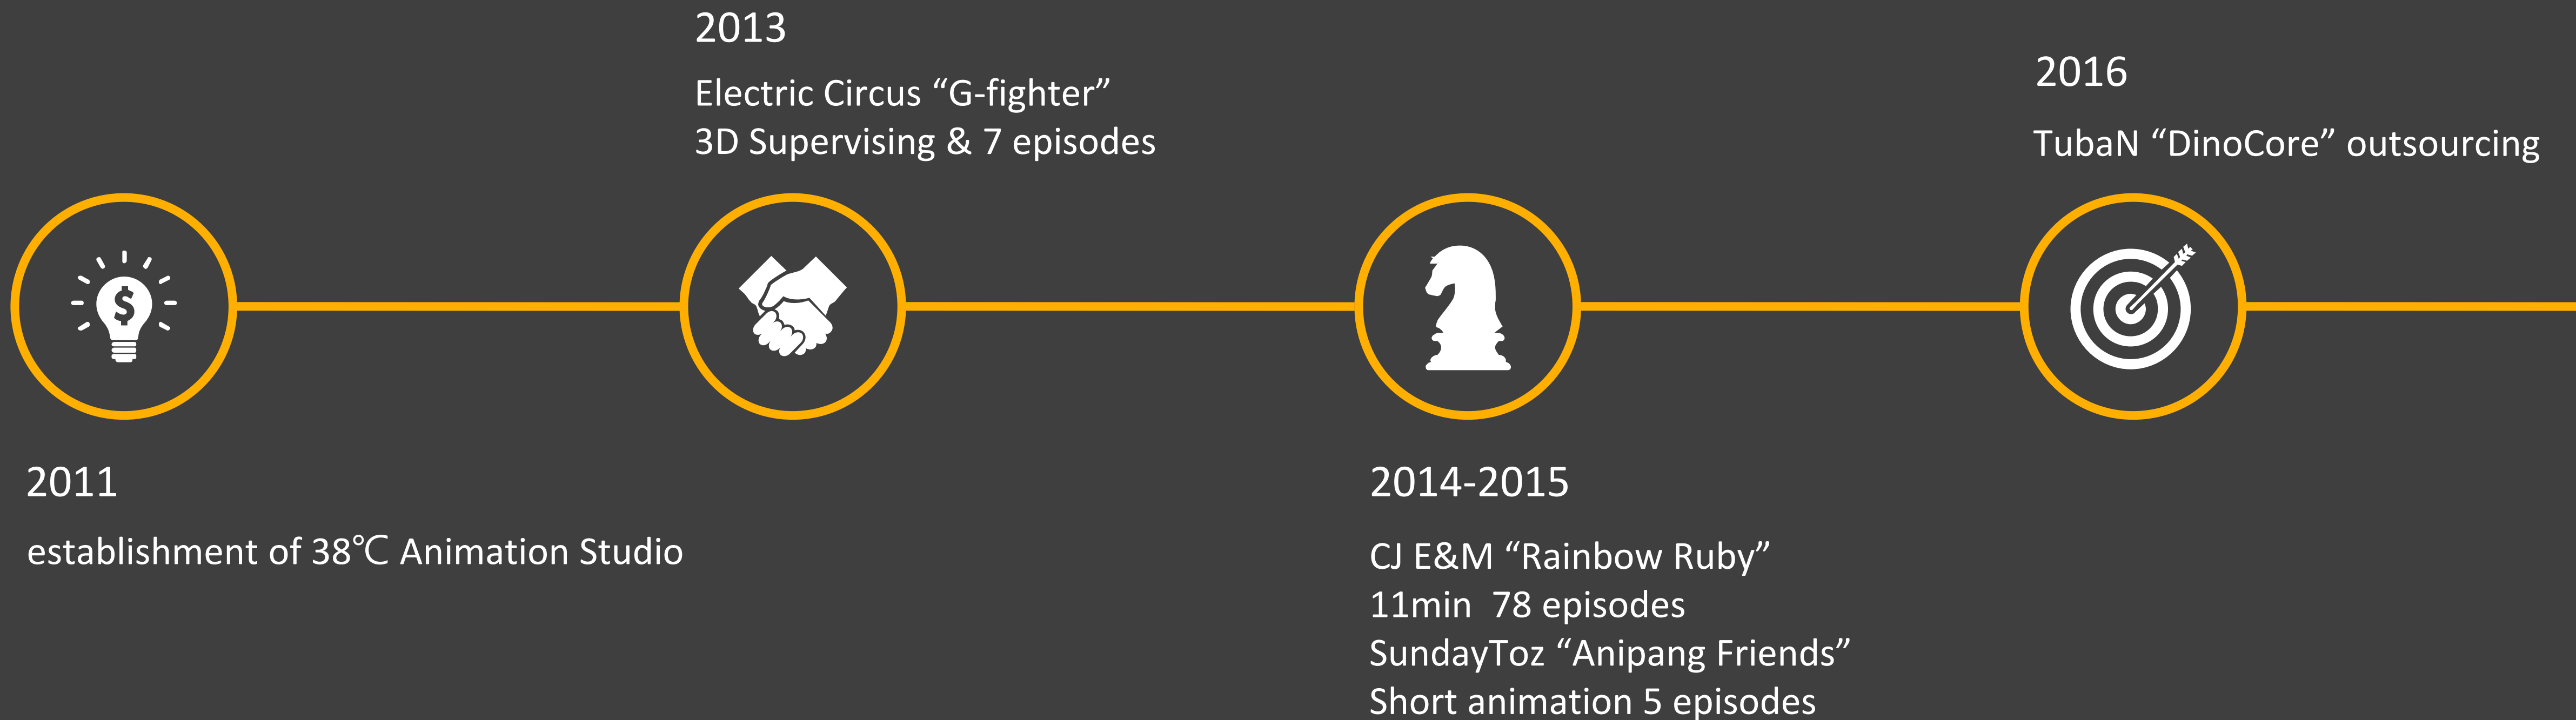 2011
establishment of 38℃ Animation Studio
2013
Electric Circus “G-fighter”
3D Supervising & 7 episodes
2014-2015
CJ E&M “Rainbow Ruby”
11min  78 episodes
SundayToz “Anipang Friends”
Short animation 5 episodes
2016
TubaN “DinoCore” outsourcing